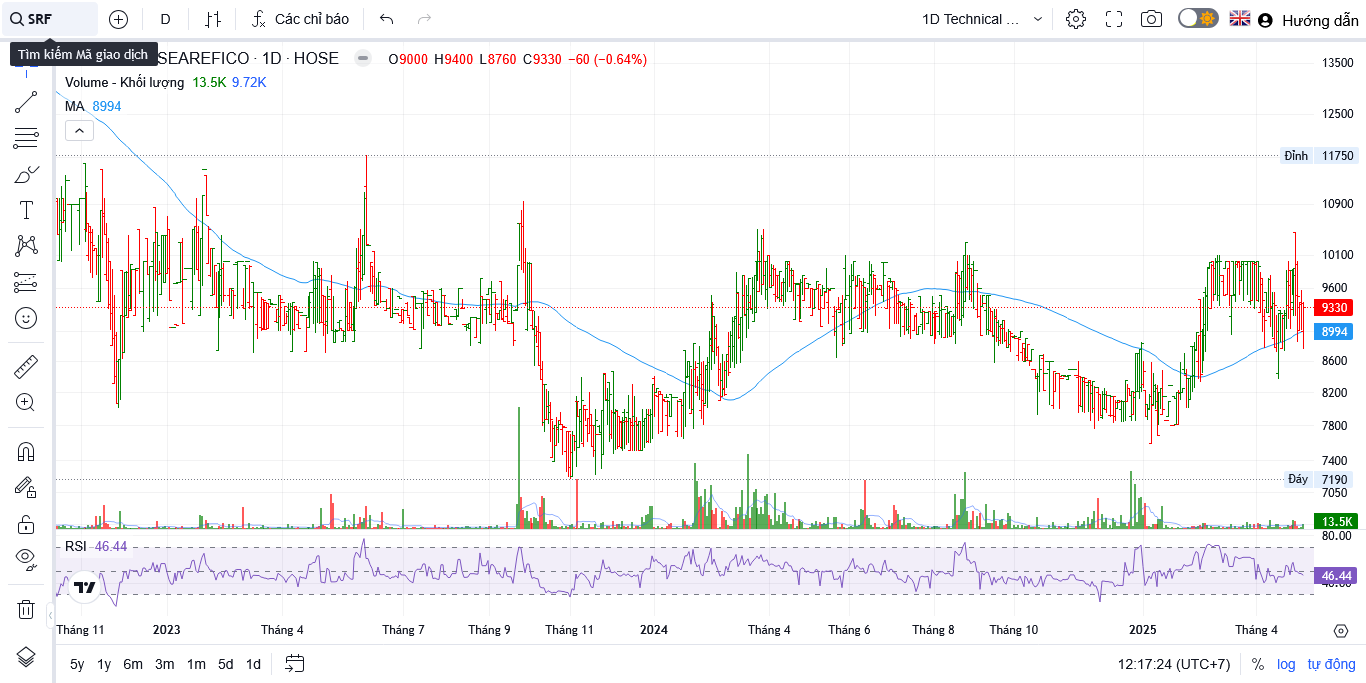 SRF
D
Các chỉ báo
1D Technical ...
Hướng dẫn
Tìm kiếm Mã giao dịch
SEAREFICO · 1D · HOSE
O9000 H9400 L8760 C9330 −60 (−0.64%)
Volume - Khối lượng 13.5K 9.72K
MA 8994
13500
12500
Đỉnh 11750
10900
10100
9600
9330
8994
8600
8200
7800
7400
Đáy 7190
7050
13.5K
80.00
RSI 46.44
46.44
Tháng 11 2023 Tháng 4 Tháng 7 Tháng 9 Tháng 11 2024 Tháng 4 Tháng 6 Tháng 8 Tháng 10 2025 Tháng 4
5y 1y 6m 3m 1m 5d 1d
12:17:24 (UTC+7) % log tự động